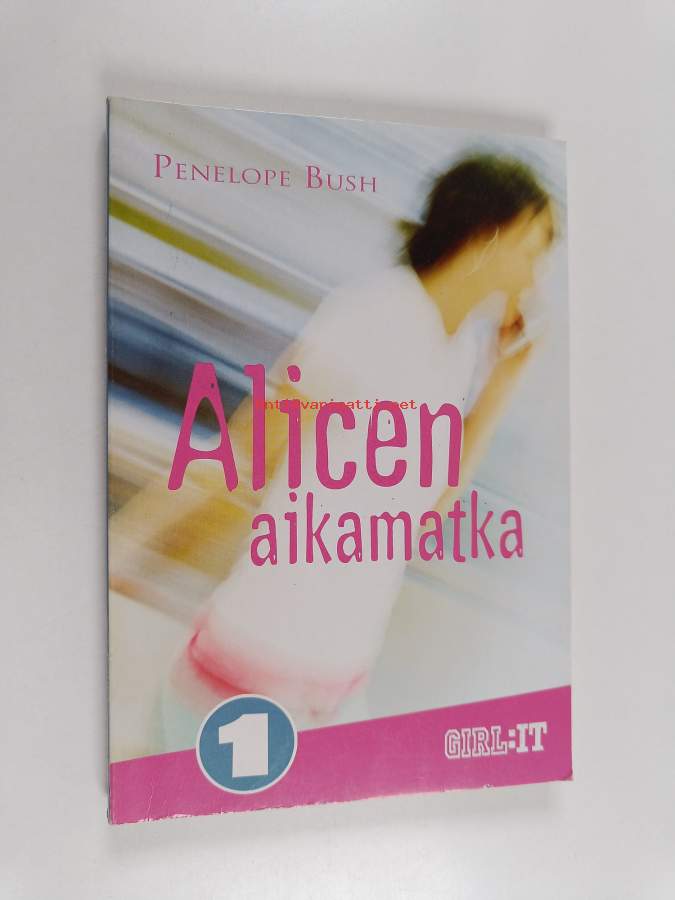 PENELOPE BUSH
Alicen
aikamatka
1
GIRL:IT